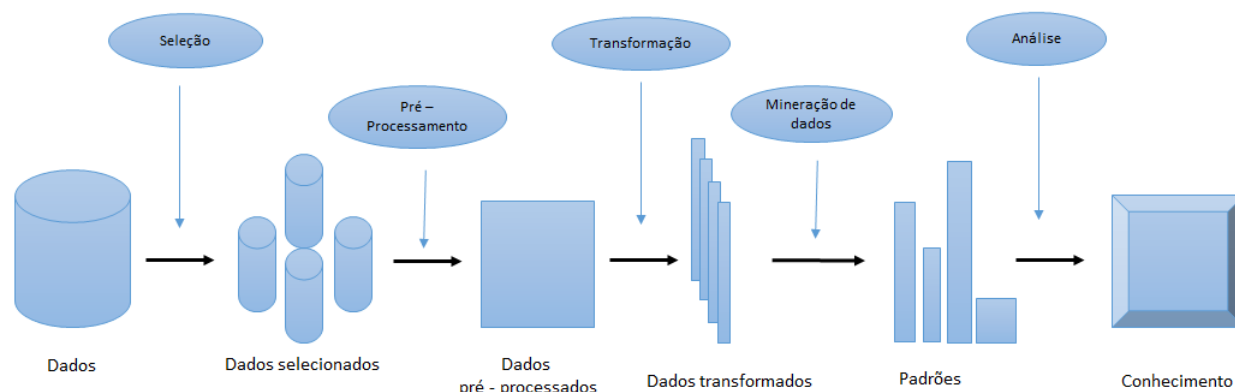 Seleção
Transformação
Análise
Pré –
Processamento
Mineração de
dados
Dados
Dados selecionados
Dados
pré - processados
Dados transformados
Padrões
Conhecimento